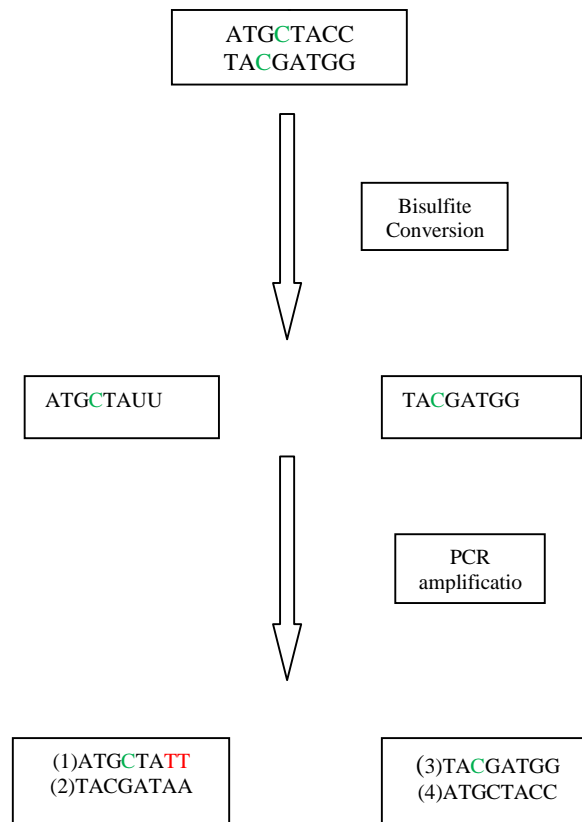 ATGCTACC
TACGATGG
Bisulfite
Conversion
ATGCTAUU
TACGATGG
PCR
amplificatio
(1)ATGCTATT
(2)TACGATAA
(3)TACGATGG
(4)ATGCTACC